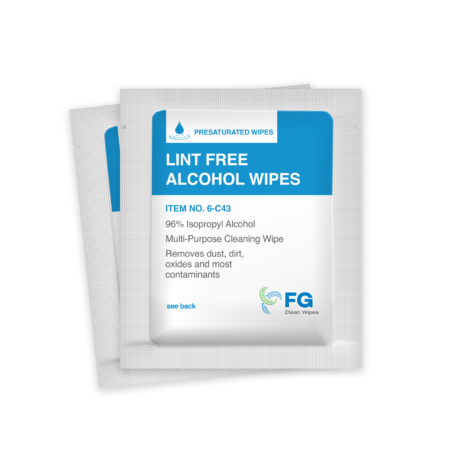 PRESATURATED WIPES
LINT FREE
ALCOHOL WIPES
ITEM NO. 6-C43
96% Isopropyl Alcohol
Multi-Purpose Cleaning Wipe
Removes dust, dirt,
oxides and most
contaminants
see back
FG
Clean Wipes